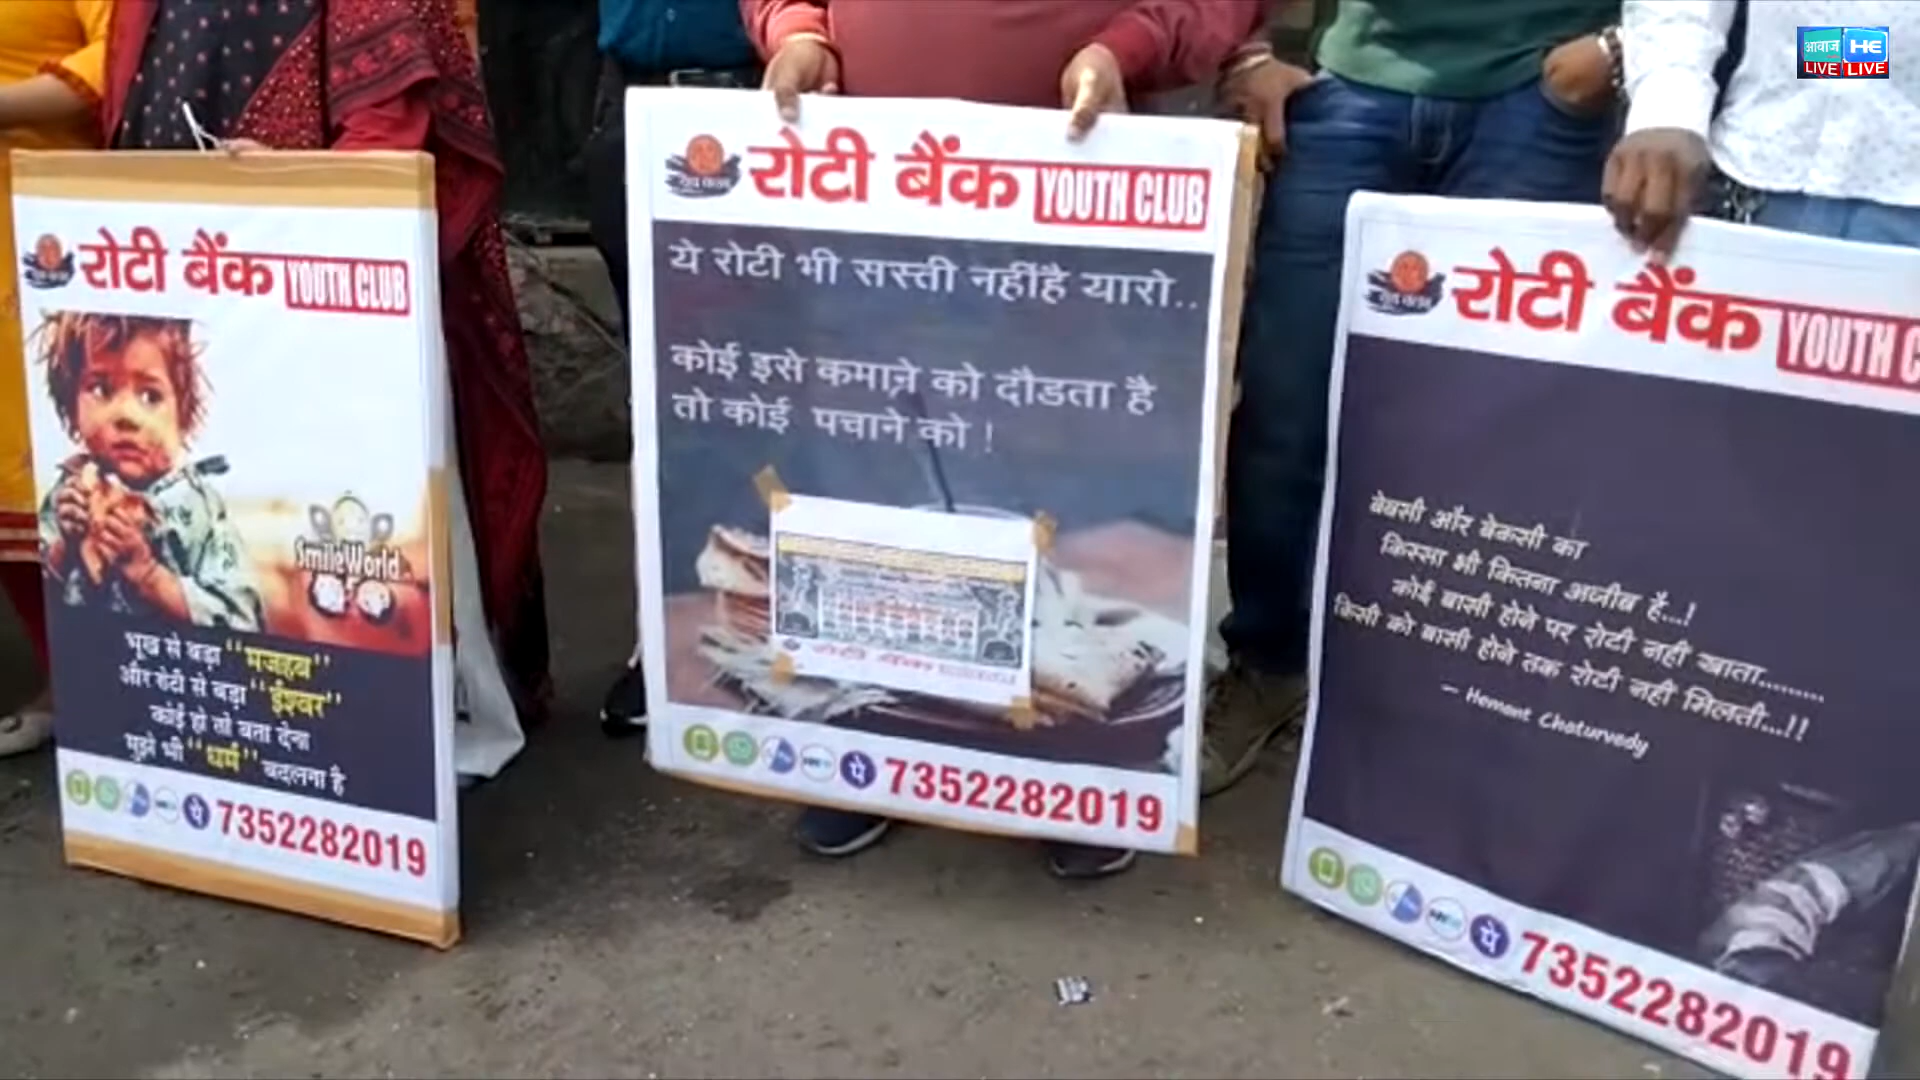 आवाज HE
LIVE LIVE
रोटी बैंक YOUTH CLUB
SmileWorld
भूख से बड़ा "मजहब"
और रोटी से बड़ा "ईश्वर"
कोई हो तो बता देना
मुझे भी "धर्म" बदलना है
पे 7352282019
रोटी बैंक YOUTH CLUB
ये रोटी भी सस्ती नहींहै यारो..
कोई इसे कमाने को दौडता है
तो कोई पचाने को !
रोटी बैंक
पे 7352282019
रोटी बैंक YOUTH C
बेबसी और बेकसी का
किस्सा भी कितना अजीब है...!
कोई बासी होने पर रोटी नहीं खाता.........
किसी को बासी होने तक रोटी नहीं मिलती...!!
— Hemant Chaturvedy
पे 7352282019